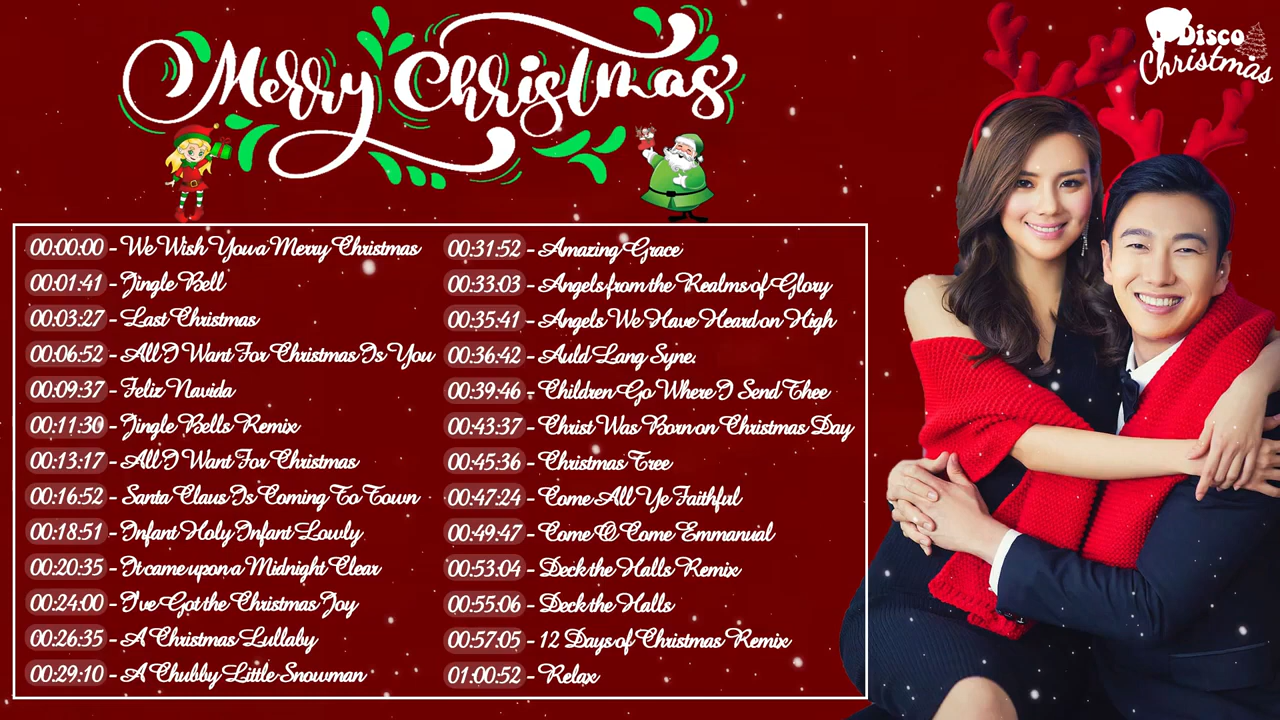 Merry Christmas
Disco
Christmas
00:00:00 - We Wish You a Merry Christmas
00:01:41 - Jingle Bell
00:03:27 - Last Christmas
00:06:52 - All I Want For Christmas Is You
00:09:37 - Feliz Navida
00:11:30 - Jingle Bells Remix
00:13:17 - All I Want For Christmas
00:16:52 - Santa Claus Is Coming To Town
00:18:51 - Infant Holy Infant Lowly
00:20:35 - It came upon a Midnight Clear
00:24:00 - I've Got the Christmas Joy
00:26:35 - A Christmas Lullaby
00:29:10 - A Chubby Little Snowman
00:31:52 - Amazing Grace
00:33:03 - Angels from the Realms of Glory
00:35:41 - Angels We Have Heard on High
00:36:42 - Auld Lang Syne.
00:39:46 - Children Go Where I Send Thee
00:43:37 - Christ Was Born on Christmas Day
00:45:36 - Christmas Tree
00:47:24 - Come All Ye Faithful
00:49:47 - Come O Come Emmanual
00:53:04 - Deck the Halls Remix
00:55:06 - Deck the Halls
00:57:05 - 12 Days of Christmas Remix
01:00:52 - Relax